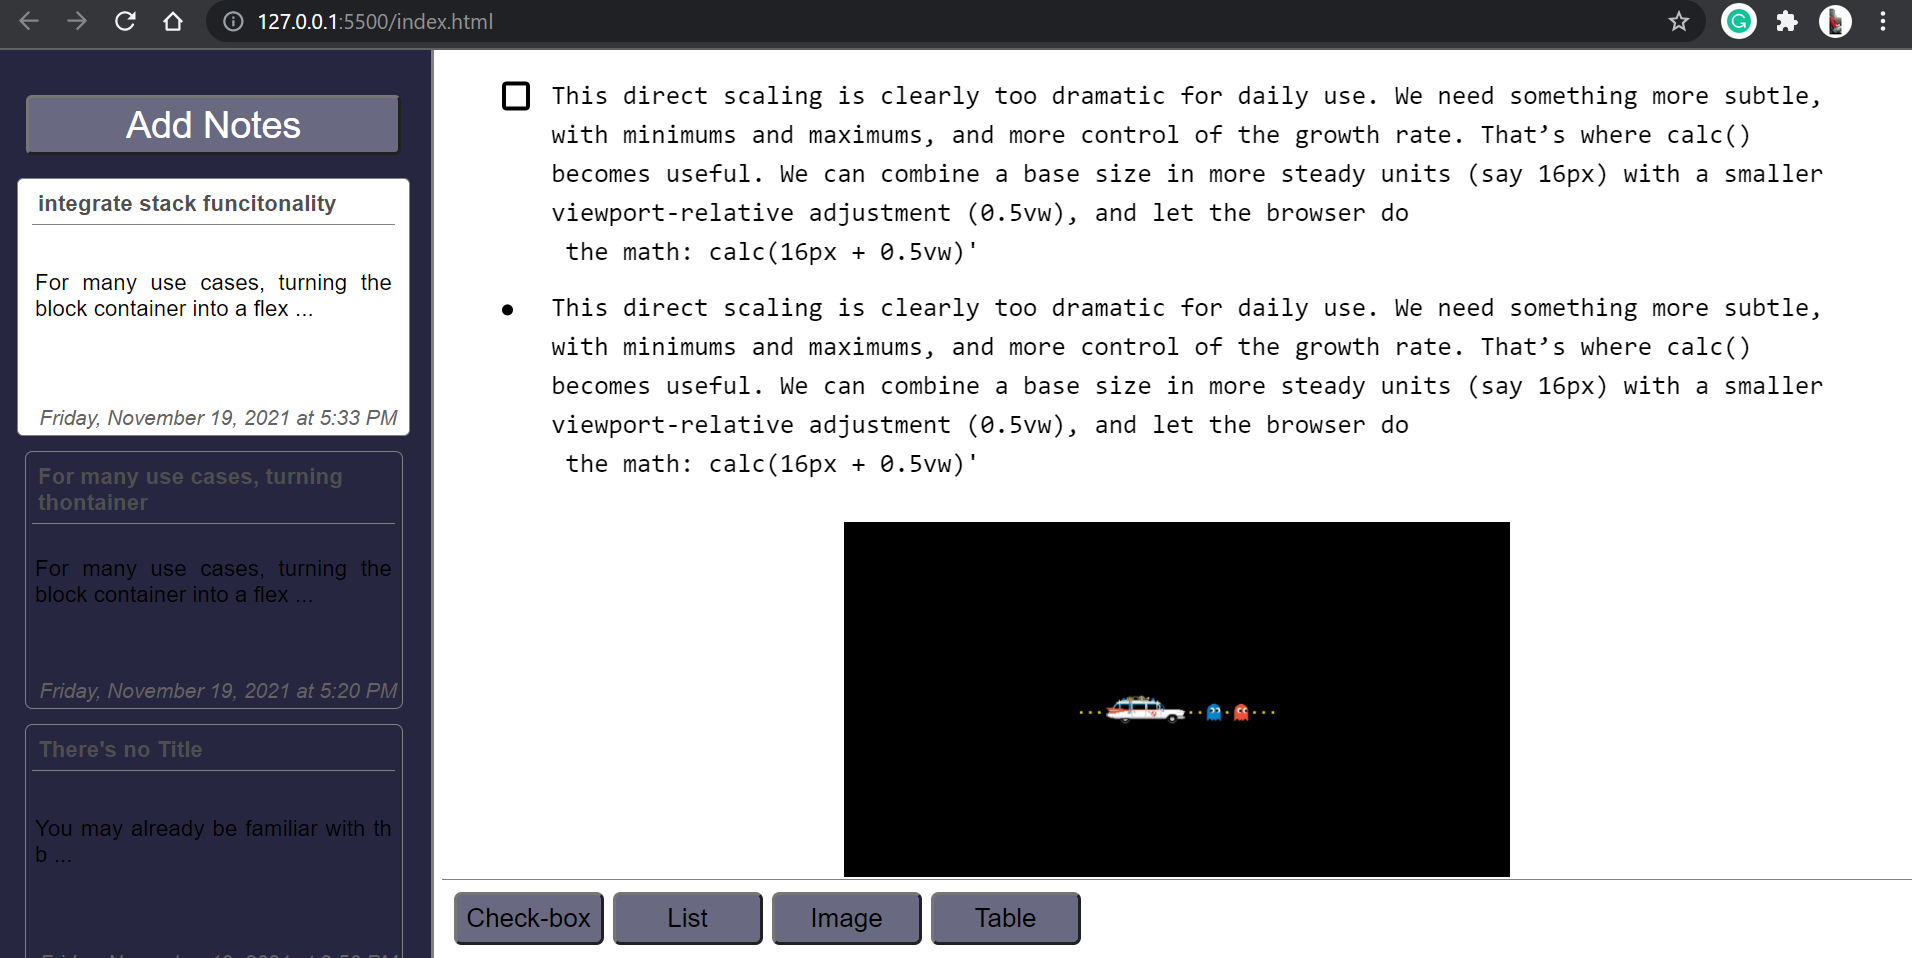 127.0.0.1:5500/index.html
Add Notes
integrate stack funcitonality
For many use cases, turning the
block container into a flex ...
Friday, November 19, 2021 at 5:33 PM
For many use cases, turning
thontainer
For many use cases, turning the
block container into a flex ...
Friday, November 19, 2021 at 5:20 PM
There's no Title
You may already be familiar with th
b ...
This direct scaling is clearly too dramatic for daily use. We need something more subtle,
with minimums and maximums, and more control of the growth rate. That’s where calc()
becomes useful. We can combine a base size in more steady units (say 16px) with a smaller
viewport-relative adjustment (0.5vw), and let the browser do
the math: calc(16px + 0.5vw)'
This direct scaling is clearly too dramatic for daily use. We need something more subtle,
with minimums and maximums, and more control of the growth rate. That’s where calc()
becomes useful. We can combine a base size in more steady units (say 16px) with a smaller
viewport-relative adjustment (0.5vw), and let the browser do
the math: calc(16px + 0.5vw)'
Check-box
List
Image
Table